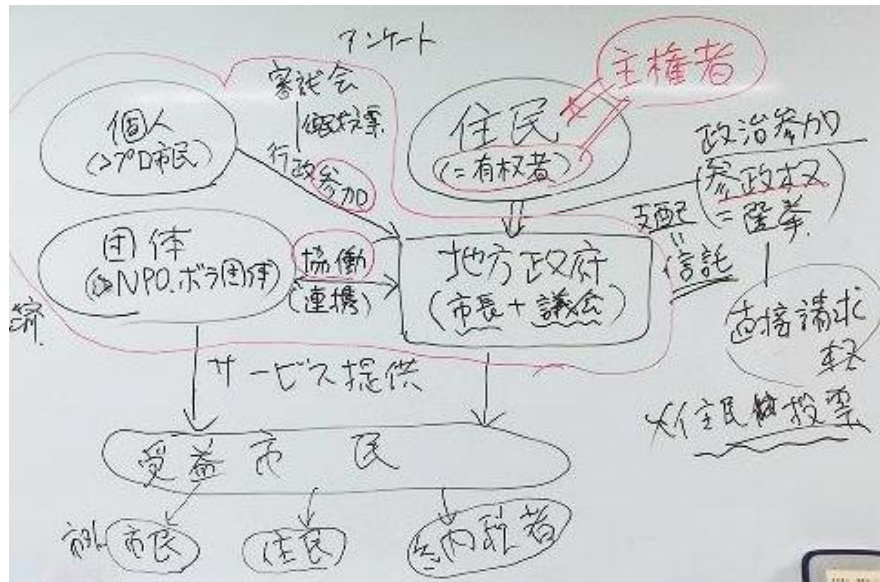 アンケート
審議会
行政参加
個人
(⊃プロ市民)
団体
(⊃NPO、ボラ団体)
協働
(連携)
住民
(=有权者)
主権者
政治参加
(参政权
=選挙)
支配
=
信託
地方政府
(市長+議会)
直接請求
×住民投票
サービス提供
受益市民
市民
住民
納税者